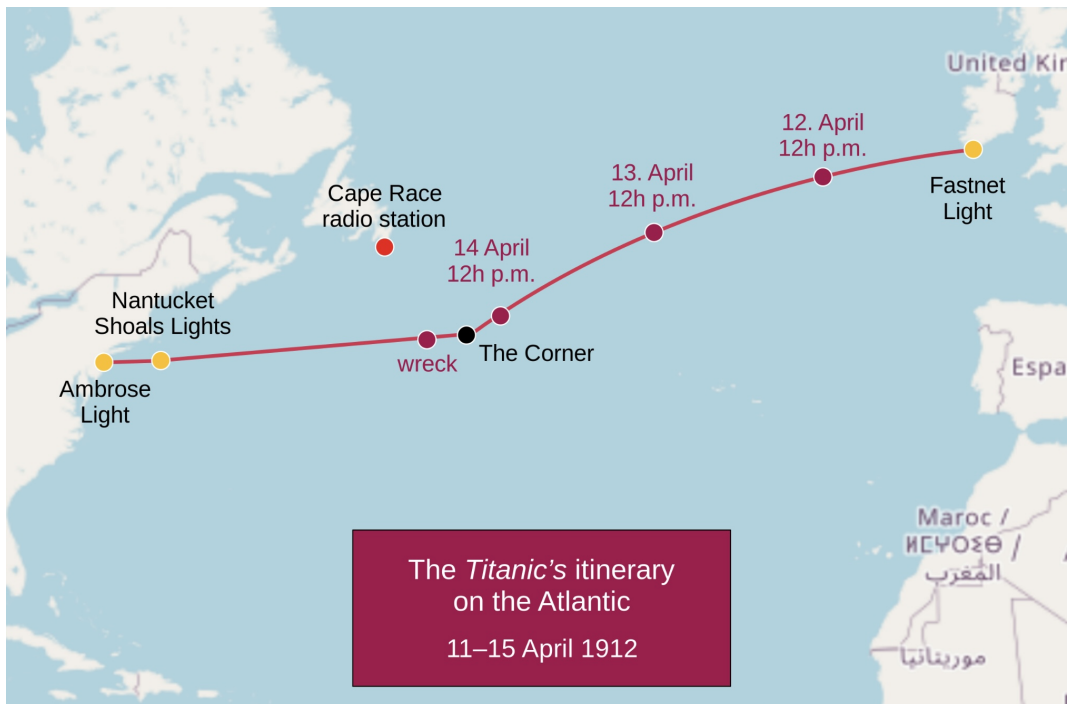 United Kin
12. April
12h p.m.
13. April
12h p.m.
Fastnet
Light
Cape Race
radio station
14 April
12h p.m.
Nantucket
Shoals Lights
The Corner
wreck
Ambrose
Light
Espa
Maroc /
ⵍⵎⵖⵔⵉⴱ /
المغرب
موريتانيا
The Titanic’s itinerary
on the Atlantic
11–15 April 1912